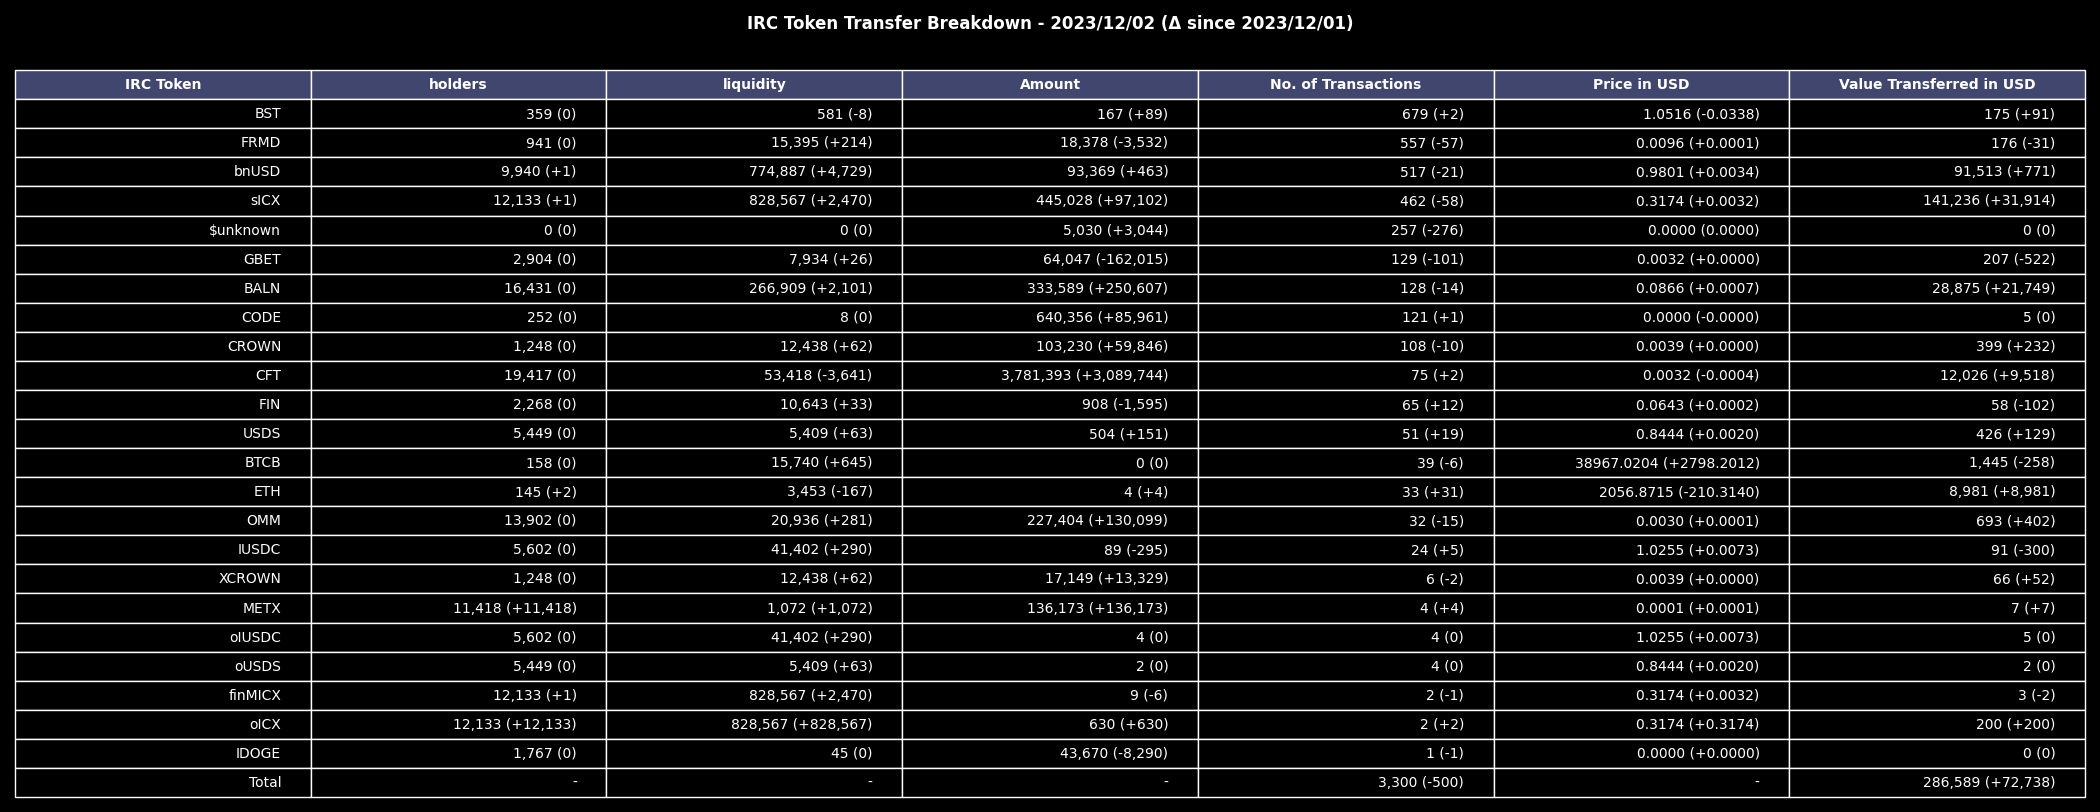 IRC Token Transfer Breakdown - 2023/12/02 (Δ since 2023/12/01)
IRC Token holders liquidity Amount No. of Transactions Price in USD Value Transferred in USD
BST 359 (0) 581 (-8) 167 (+89) 679 (+2) 1.0516 (-0.0338) 175 (+91)
FRMD 941 (0) 15,395 (+214) 18,378 (-3,532) 557 (-57) 0.0096 (+0.0001) 176 (-31)
bnUSD 9,940 (+1) 774,887 (+4,729) 93,369 (+463) 517 (-21) 0.9801 (+0.0034) 91,513 (+771)
sICX 12,133 (+1) 828,567 (+2,470) 445,028 (+97,102) 462 (-58) 0.3174 (+0.0032) 141,236 (+31,914)
$unknown 0 (0) 0 (0) 5,030 (+3,044) 257 (-276) 0.0000 (0.0000) 0 (0)
GBET 2,904 (0) 7,934 (+26) 64,047 (-162,015) 129 (-101) 0.0032 (+0.0000) 207 (-522)
BALN 16,431 (0) 266,909 (+2,101) 333,589 (+250,607) 128 (-14) 0.0866 (+0.0007) 28,875 (+21,749)
CODE 252 (0) 8 (0) 640,356 (+85,961) 121 (+1) 0.0000 (-0.0000) 5 (0)
CROWN 1,248 (0) 12,438 (+62) 103,230 (+59,846) 108 (-10) 0.0039 (+0.0000) 399 (+232)
CFT 19,417 (0) 53,418 (-3,641) 3,781,393 (+3,089,744) 75 (+2) 0.0032 (-0.0004) 12,026 (+9,518)
FIN 2,268 (0) 10,643 (+33) 908 (-1,595) 65 (+12) 0.0643 (+0.0002) 58 (-102)
USDS 5,449 (0) 5,409 (+63) 504 (+151) 51 (+19) 0.8444 (+0.0020) 426 (+129)
BTCB 158 (0) 15,740 (+645) 0 (0) 39 (-6) 38967.0204 (+2798.2012) 1,445 (-258)
ETH 145 (+2) 3,453 (-167) 4 (+4) 33 (+31) 2056.8715 (-210.3140) 8,981 (+8,981)
OMM 13,902 (0) 20,936 (+281) 227,404 (+130,099) 32 (-15) 0.0030 (+0.0001) 693 (+402)
IUSDC 5,602 (0) 41,402 (+290) 89 (-295) 24 (+5) 1.0255 (+0.0073) 91 (-300)
XCROWN 1,248 (0) 12,438 (+62) 17,149 (+13,329) 6 (-2) 0.0039 (+0.0000) 66 (+52)
METX 11,418 (+11,418) 1,072 (+1,072) 136,173 (+136,173) 4 (+4) 0.0001 (+0.0001) 7 (+7)
oIUSDC 5,602 (0) 41,402 (+290) 4 (0) 4 (0) 1.0255 (+0.0073) 5 (0)
oUSDS 5,449 (0) 5,409 (+63) 2 (0) 4 (0) 0.8444 (+0.0020) 2 (0)
finMICX 12,133 (+1) 828,567 (+2,470) 9 (-6) 2 (-1) 0.3174 (+0.0032) 3 (-2)
oICX 12,133 (+12,133) 828,567 (+828,567) 630 (+630) 2 (+2) 0.3174 (+0.3174) 200 (+200)
IDOGE 1,767 (0) 45 (0) 43,670 (-8,290) 1 (-1) 0.0000 (+0.0000) 0 (0)
Total - - - 3,300 (-500) - 286,589 (+72,738)